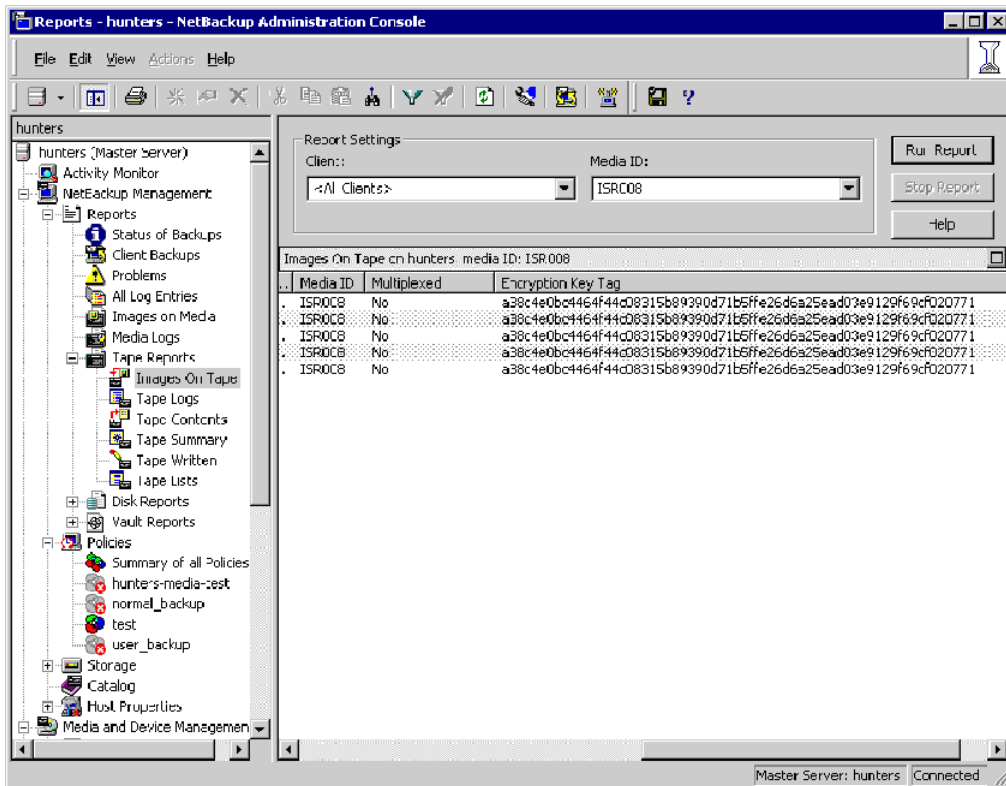 Reports - hunters - NetBackup Administration Console
File Edit View Actions Help
hunters
hunters (Master Server)
Activity Monitor
NetBackup Management
Reports
Status of Backups
Client Backups
Problems
All Log Entries
Images on Media
Media Logs
Tape Reports
Images On Tape
Tape Logs
Tape Contents
Tape Summary
Tape Written
Tape Lists
Disk Reports
Vault Reports
Policies
Summary of all Policies
hunters-media-test
normal_backup
test
user_backup
Storage
Catalog
Host Properties
Media and Device Managemen
Report Settings
Client:
Media ID:
<All Clients>
ISR008
Run Report
Stop Report
Help
Images On Tape on hunters media ID: ISR008
.. Media ID Multiplexed Encryption Key Tag
. ISR008 No a38c4e0bc4464f44c08315b89390d71b5ffe26d6a25ead03e9129f69cf020771
. ISR008 No a38c4e0bc4464f44c08315b89390d71b5ffe26d6a25ead03e9129f69cf020771
. ISR008 No a38c4e0bc4464f44c08315b89390d71b5ffe26d6a25ead03e9129f69cf020771
. ISR008 No a38c4e0bc4464f44c08315b89390d71b5ffe26d6a25ead03e9129f69cf020771
. ISR008 No a38c4e0bc4464f44c08315b89390d71b5ffe26d6a25ead03e9129f69cf020771
Master Server: hunters Connected